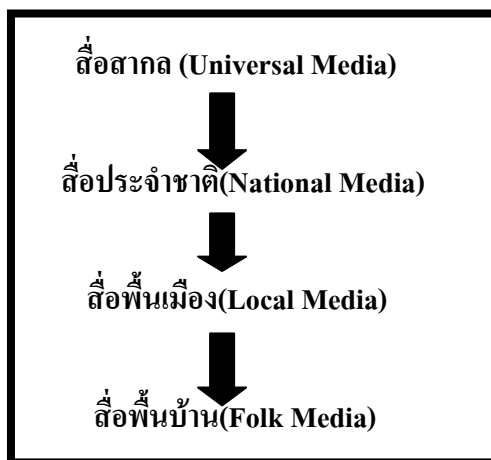 สื่อสากล (Universal Media)
สื่อประจำชาติ(National Media)
สื่อพื้นเมือง(Local Media)
สื่อพื้นบ้าน(Folk Media)